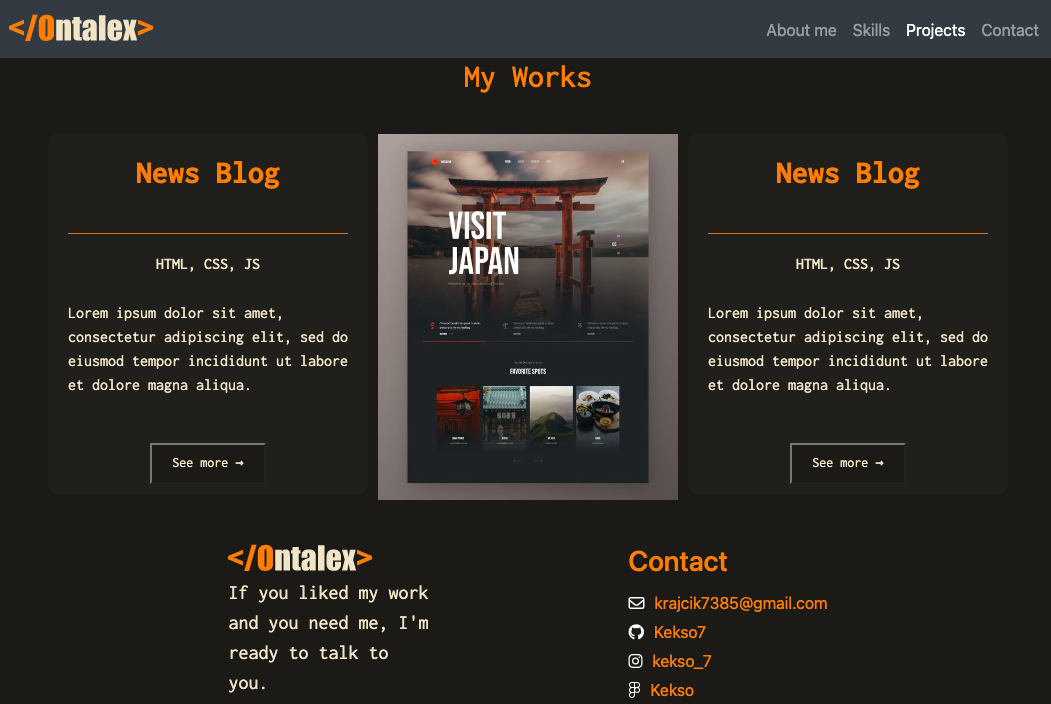 </Ontalex>
About me Skills Projects Contact
My Works
News Blog
HTML, CSS, JS
Lorem ipsum dolor sit amet,
consectetur adipiscing elit, sed do
eiusmod tempor incididunt ut labore
et dolore magna aliqua.
See more →
VISIT
JAPAN
FAVORITE SPOTS
News Blog
HTML, CSS, JS
Lorem ipsum dolor sit amet,
consectetur adipiscing elit, sed do
eiusmod tempor incididunt ut labore
et dolore magna aliqua.
See more →
</Ontalex>
If you liked my work
and you need me, I'm
ready to talk to
you.
Contact
krajcik7385@gmail.com
Kekso7
kekso_7
Kekso